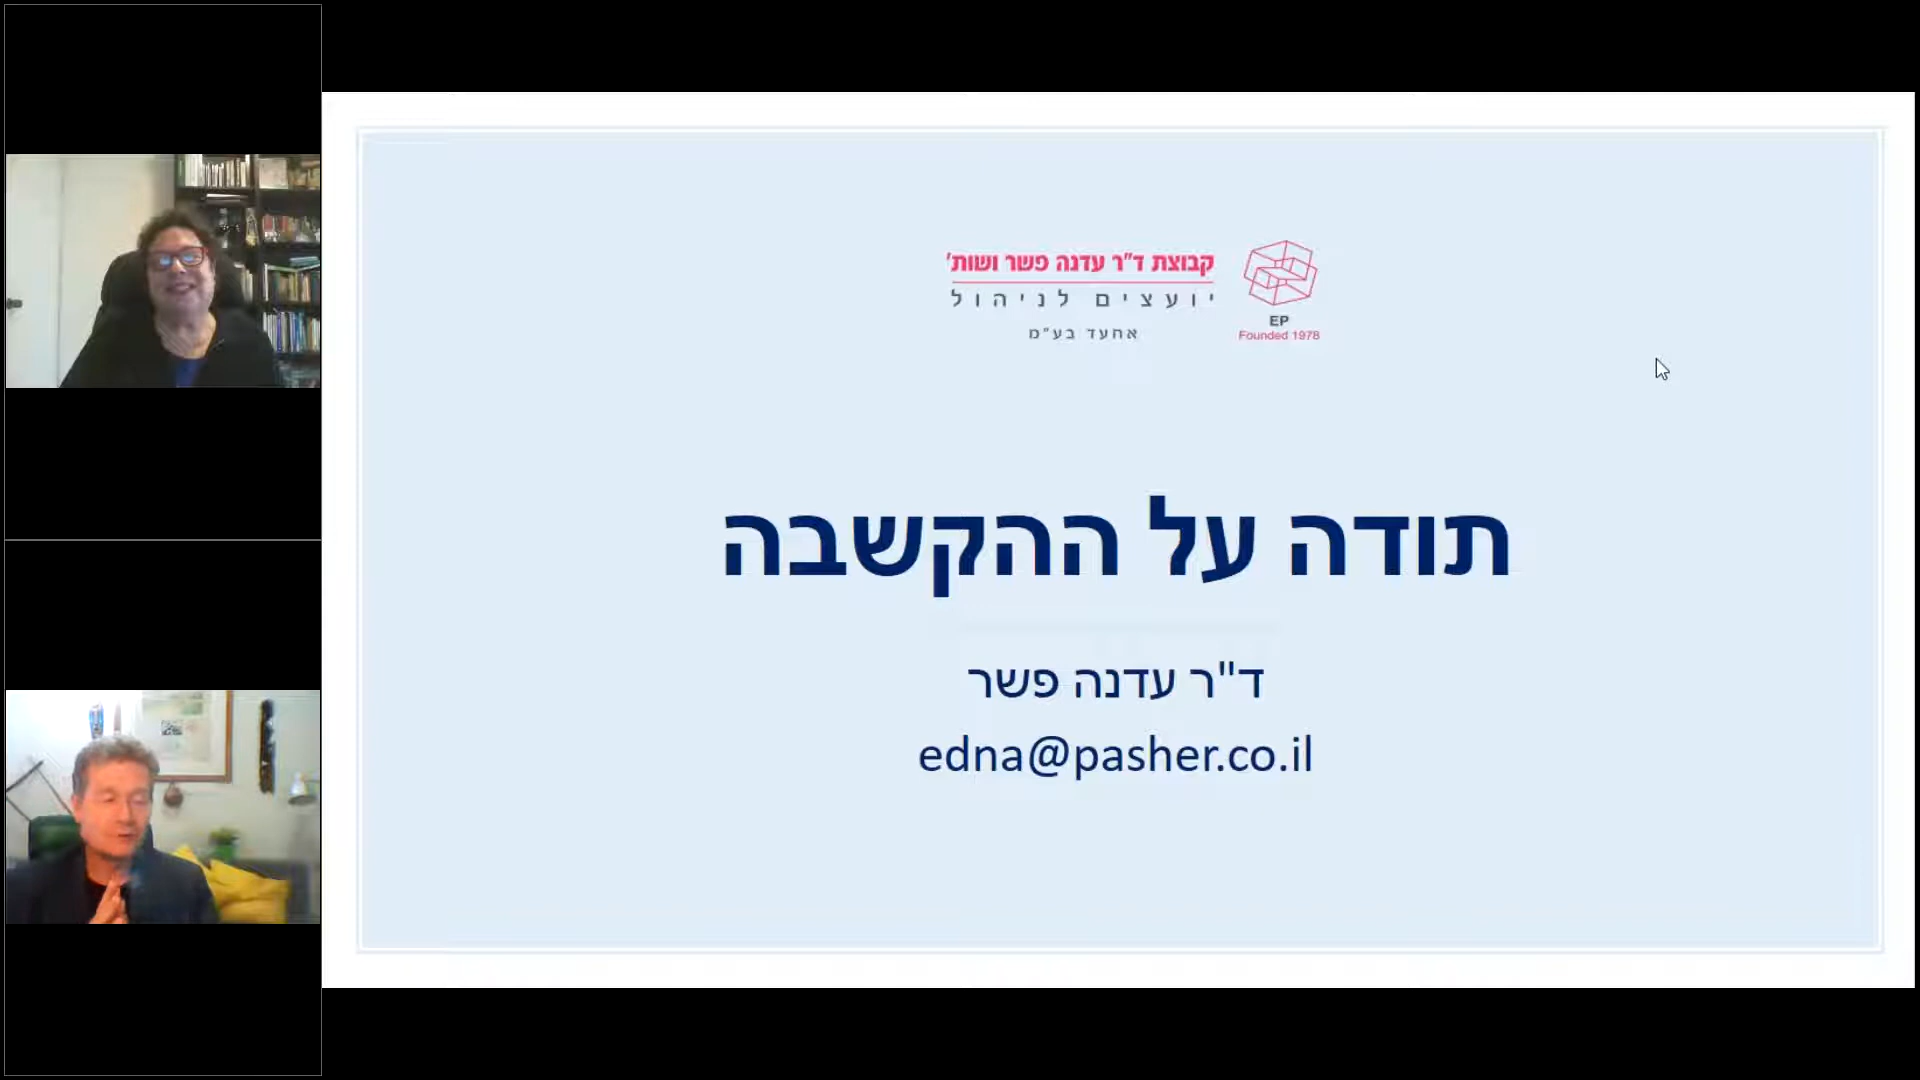 קבוצת ד"ר עדנה פשר ושות'
יועצים לניהול
אחעד בע"מ
EP
Founded 1978
תודה על ההקשבה
ד"ר עדנה פשר
edna@pasher.co.il